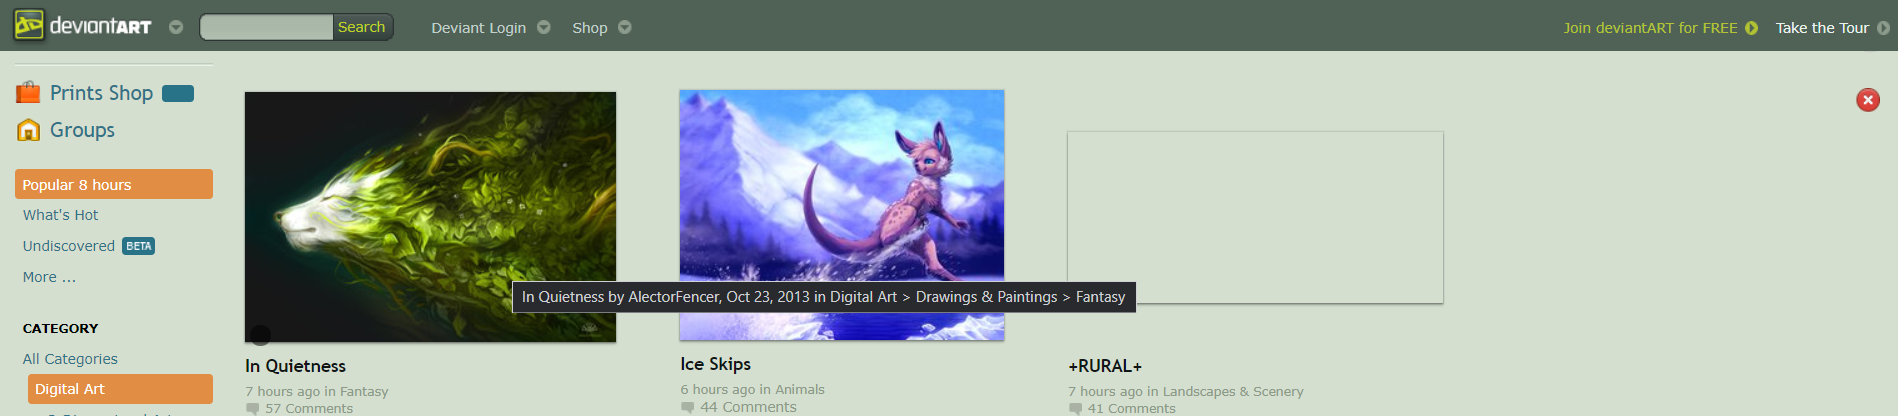 deviantART
Search
Deviant Login
Shop
Join deviantART for FREE
Take the Tour
Prints Shop
Groups
Popular 8 hours
What's Hot
Undiscovered BETA
More ...
CATEGORY
All Categories
Digital Art
In Quietness by AlectorFencer, Oct 23, 2013 in Digital Art > Drawings & Paintings > Fantasy
In Quietness
7 hours ago in Fantasy
57 Comments
Ice Skips
6 hours ago in Animals
44 Comments
+RURAL+
7 hours ago in Landscapes & Scenery
41 Comments